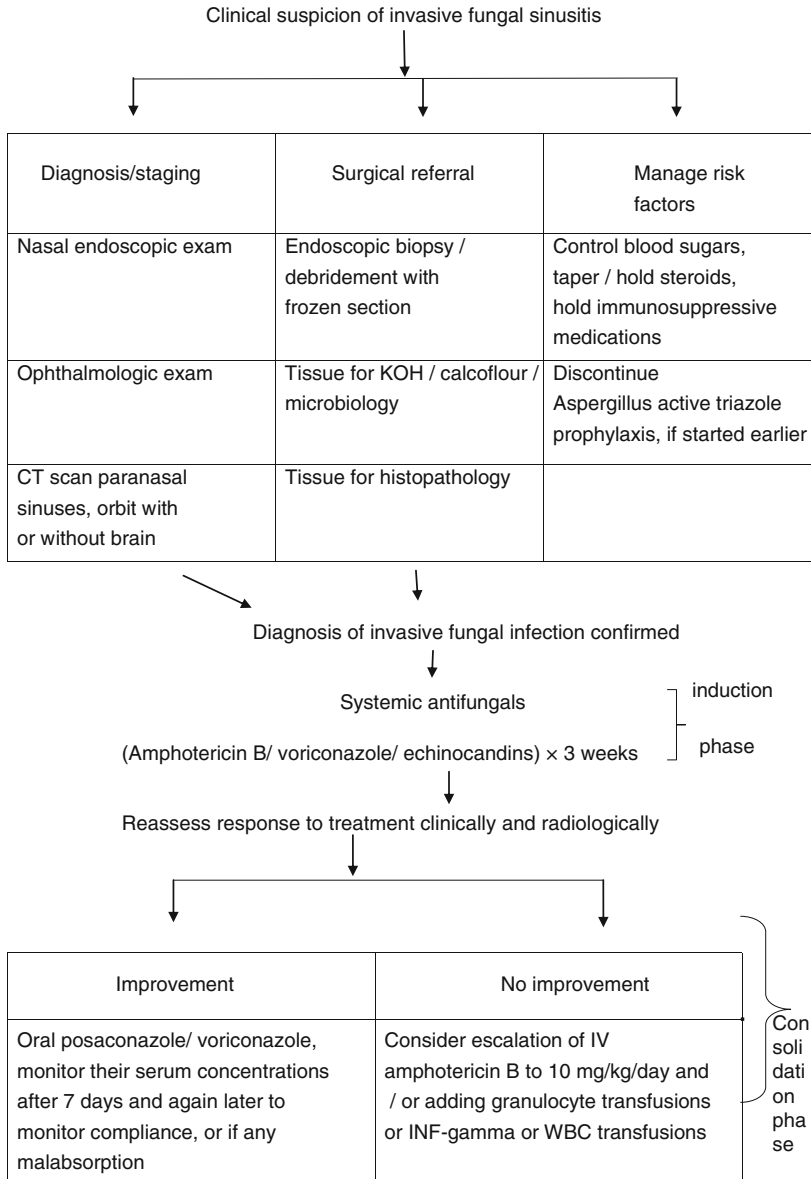 Clinical suspicion of invasive fungal sinusitis
Diagnosis/staging
Surgical referral
Manage risk
factors
Nasal endoscopic exam
Endoscopic biopsy /
debridement with
frozen section
Control blood sugars,
taper / hold steroids,
hold immunosuppressive
medications
Ophthalmologic exam
Tissue for KOH / calcoflour /
microbiology
Discontinue
Aspergillus active triazole
prophylaxis, if started earlier
CT scan paranasal
sinuses, orbit with
or without brain
Tissue for histopathology
Diagnosis of invasive fungal infection confirmed
Systemic antifungals
(Amphotericin B/ voriconazole/ echinocandins) × 3 weeks
induction
phase
Reassess response to treatment clinically and radiologically
Improvement
No improvement
Oral posaconazole/ voriconazole,
monitor their serum concentrations
after 7 days and again later to
monitor compliance, or if any
malabsorption
Consider escalation of IV
amphotericin B to 10 mg/kg/day and
/ or adding granulocyte transfusions
or INF-gamma or WBC transfusions
Con
soli
dati
on
pha
se